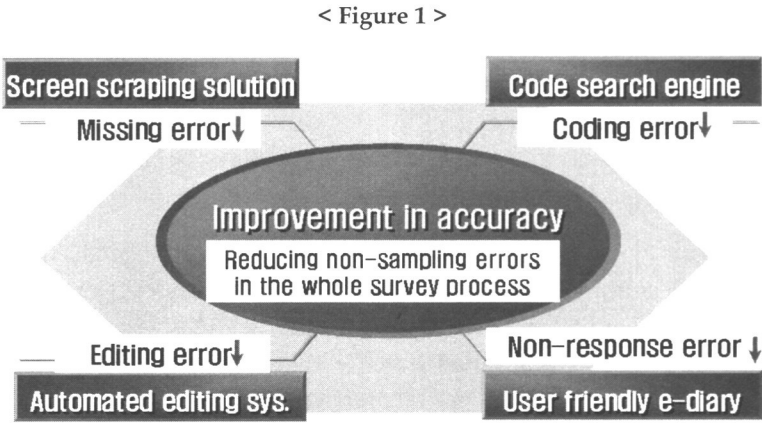 < Figure 1 >
Screen scraping solution
Code search engine
Missing error↓
Coding error↓
Improvement in accuracy
Reducing non-sampling errors
in the whole survey process
Editing error↓
Non-response error ↓
Automated editing sys.
User friendly e-diary